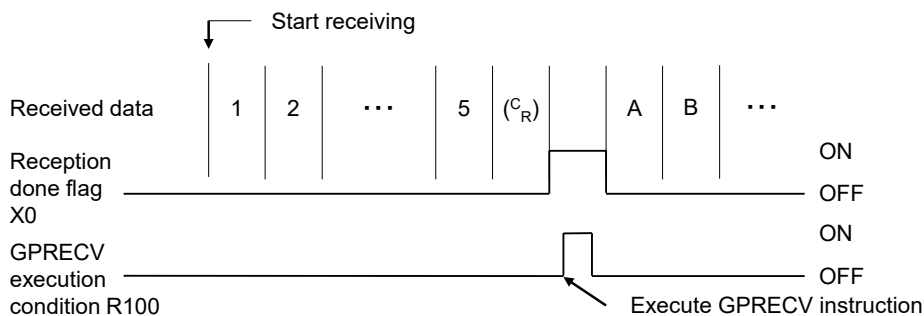 Start receiving
Received data 1 2 ··· 5 (CR) A B ···
Reception
done flag
X0
ON
OFF
GPRECV
execution
condition R100
ON
OFF
Execute GPRECV instruction